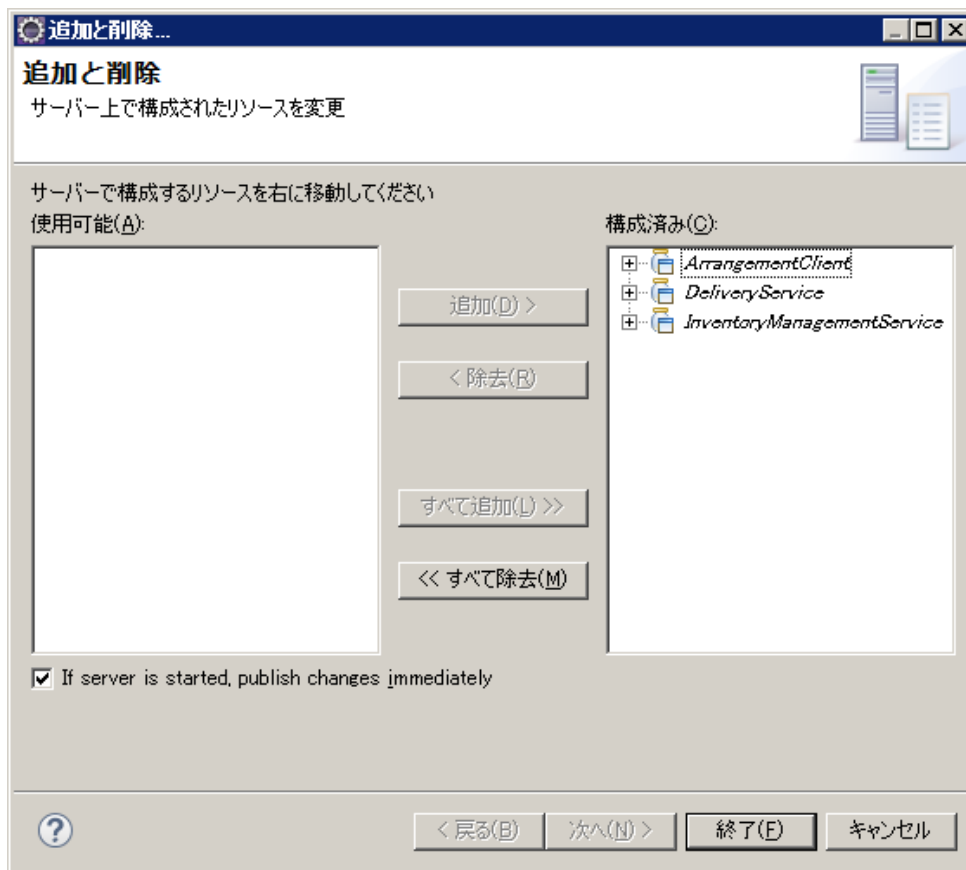 追加と削除...
追加と削除
サーバー上で構成されたリソースを変更
サーバーで構成するリソースを右に移動してください
使用可能(A):
構成済み(C):
ArrangementClient
DeliveryService
InventoryManagementService
追加(D) >
< 除去(R)
すべて追加(L) >>
<< すべて除去(M)
If server is started, publish changes immediately
< 戻る(B)
次へ(N) >
終了(F)
キャンセル